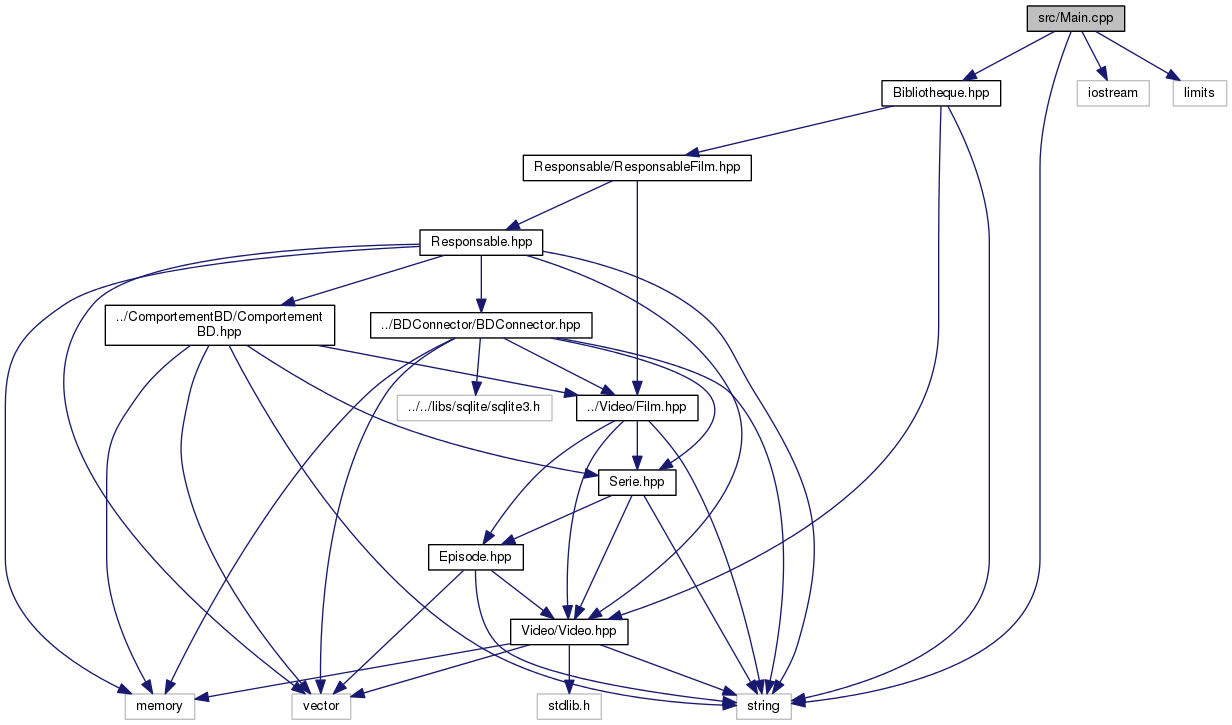 src/Main.cpp
Bibliotheque.hpp
iostream
limits
Responsable/ResponsableFilm.hpp
Responsable.hpp
../ComportementBD/Comportement
BD.hpp
../BDConnector/BDConnector.hpp
../../libs/sqlite/sqlite3.h
../Video/Film.hpp
Serie.hpp
Episode.hpp
Video/Video.hpp
memory
vector
stdlib.h
string